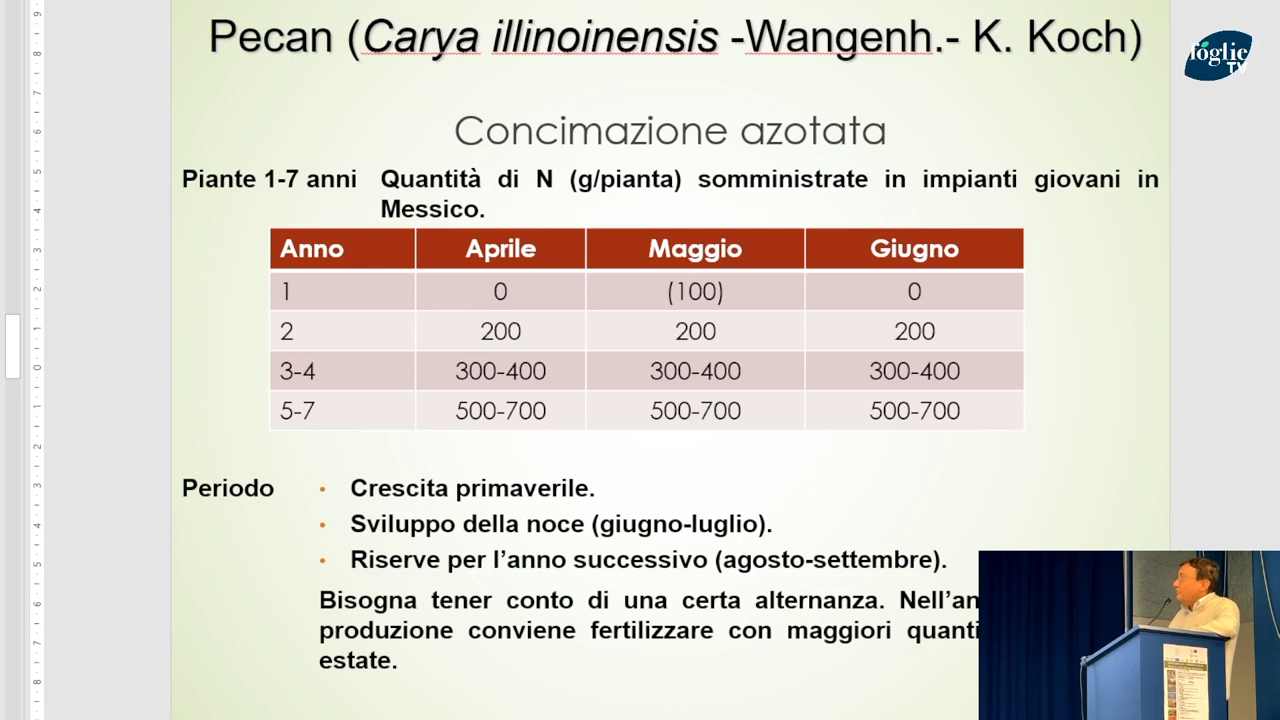 Pecan (Carya illinoinensis -Wangenh.- K. Koch)
foglie
TV
Concimazione azotata
Piante 1-7 anni Quantità di N (g/pianta) somministrate in impianti giovani in
Messico.
Anno Aprile Maggio Giugno
1 0 (100) 0
2 200 200 200
3-4 300-400 300-400 300-400
5-7 500-700 500-700 500-700
Periodo • Crescita primaverile.
• Sviluppo della noce (giugno-luglio).
• Riserve per l’anno successivo (agosto-settembre).
Bisogna tener conto di una certa alternanza. Nell’an
produzione conviene fertilizzare con maggiori quanti
estate.